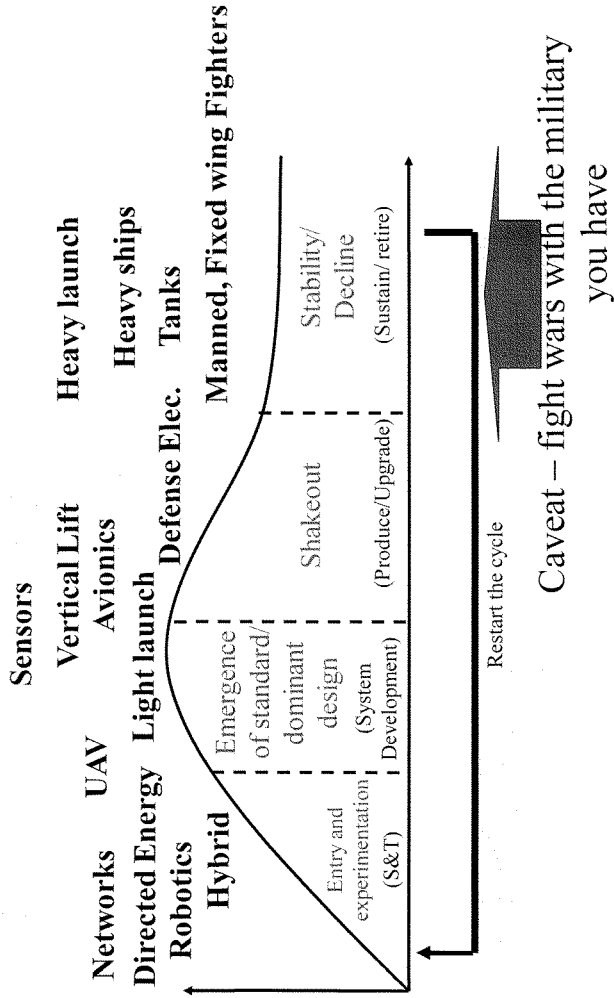 Sensors
Networks
UAV
Vertical Lift
Heavy launch
Directed Energy
Light launch
Avionics
Heavy ships
Robotics
Defense Elec.
Tanks
Hybrid
Manned, Fixed wing Fighters
Entry and
experimentation
(S&T)
Emergence
of standard/
dominant
design
(System
Development)
Shakeout
(Produce/Upgrade)
Stability/
Decline
(Sustain/ retire)
Restart the cycle
Caveat – fight wars with the military
you have